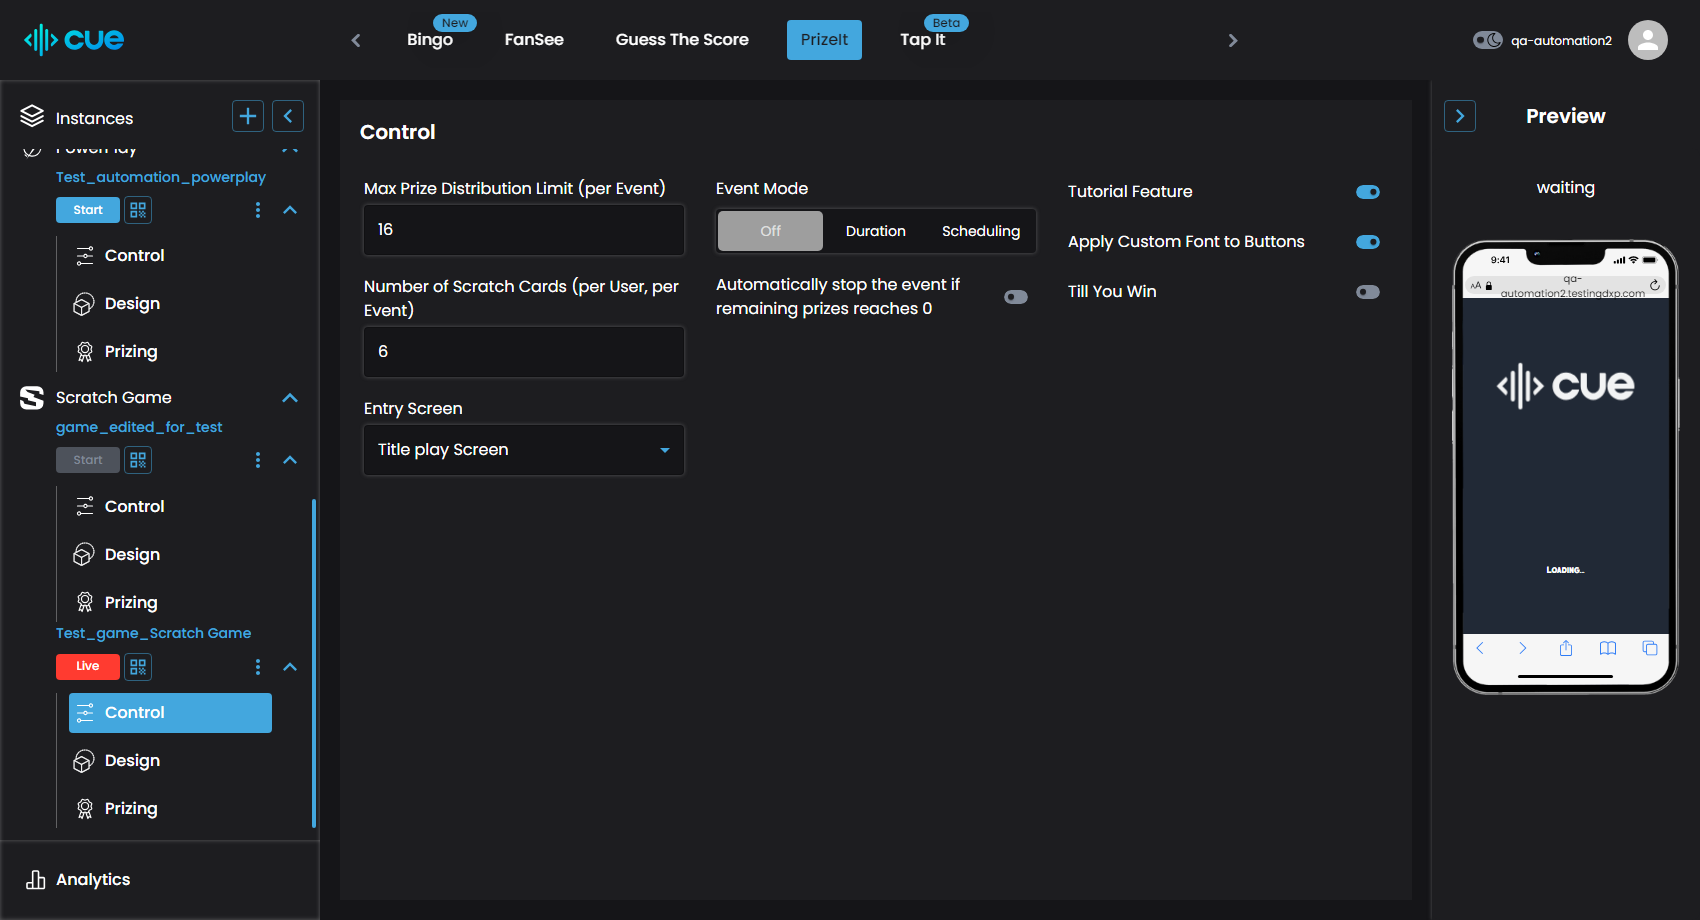 cue
New
Bingo
FanSee
Guess The Score
PrizeIt
Beta
Tap It
qa-automation2
Instances
PowerPlay
Test_automation_powerplay
Start
Control
Design
Prizing
Scratch Game
game_edited_for_test
Start
Control
Design
Prizing
Test_game_Scratch Game
Live
Control
Design
Prizing
Analytics
Control
Max Prize Distribution Limit (per Event)
16
Number of Scratch Cards (per User, per
Event)
6
Entry Screen
Title play Screen
Event Mode
Off
Duration
Scheduling
Automatically stop the event if
remaining prizes reaches 0
Tutorial Feature
Apply Custom Font to Buttons
Till You Win
Preview
waiting
9:41
AA
qa-
automation2.testingdxp.com
cue
LOADING...